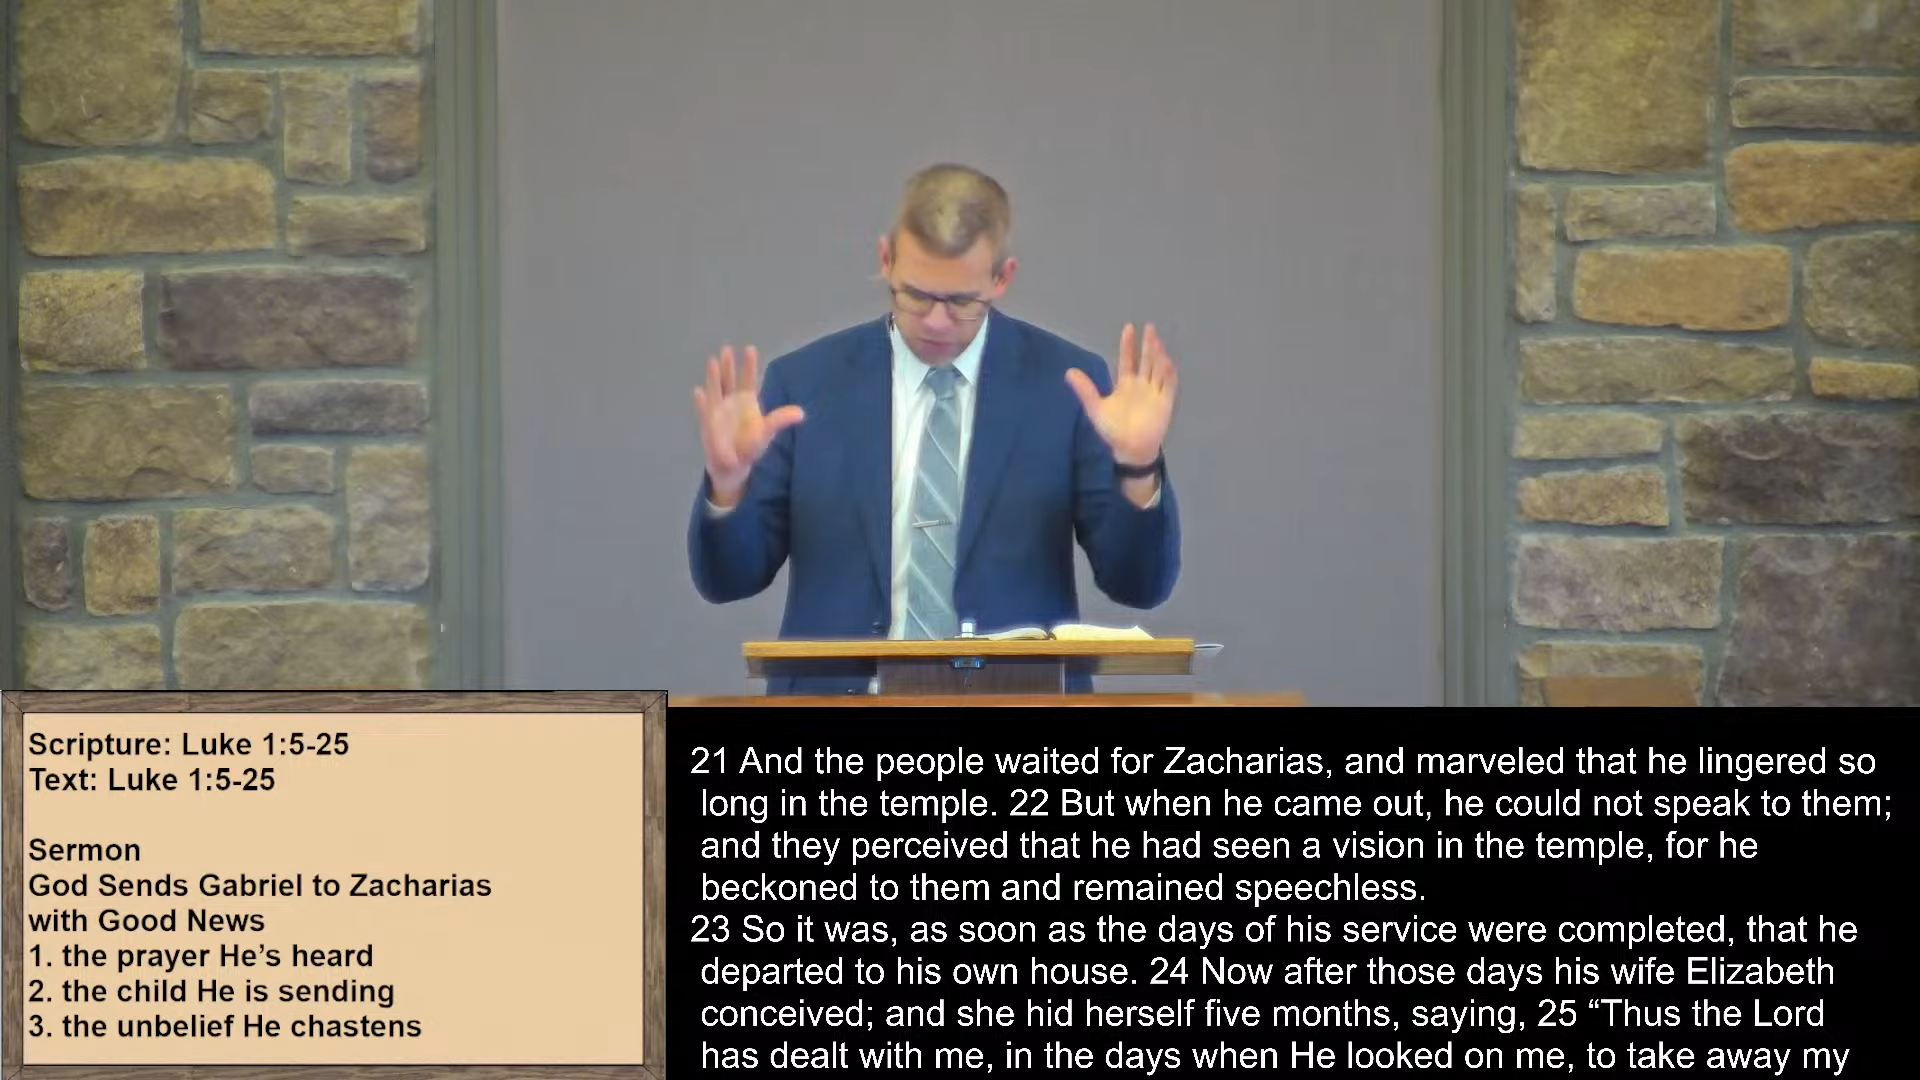 Scripture: Luke 1:5-25
Text: Luke 1:5-25
Sermon
God Sends Gabriel to Zacharias
with Good News
1. the prayer He’s heard
2. the child He is sending
3. the unbelief He chastens
21 And the people waited for Zacharias, and marveled that he lingered so
long in the temple. 22 But when he came out, he could not speak to them;
and they perceived that he had seen a vision in the temple, for he
beckoned to them and remained speechless.
23 So it was, as soon as the days of his service were completed, that he
departed to his own house. 24 Now after those days his wife Elizabeth
conceived; and she hid herself five months, saying, 25 “Thus the Lord
has dealt with me, in the days when He looked on me, to take away my